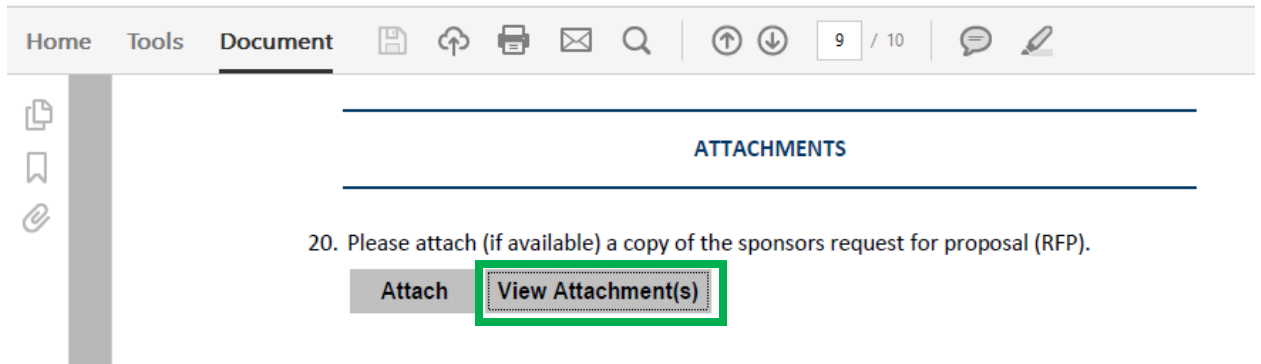 Home Tools Document 9 / 10
ATTACHMENTS
20. Please attach (if available) a copy of the sponsors request for proposal (RFP).
Attach View Attachment(s)